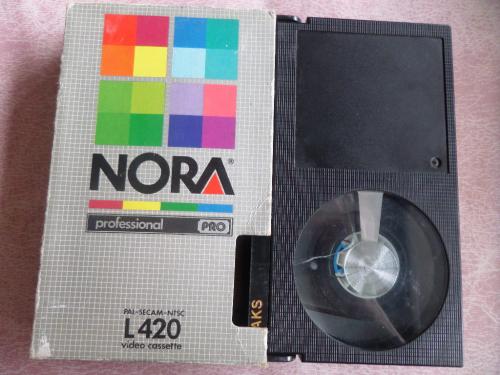 NORA®
professional PRO
PAL-SECAM-NTSC
L420
video cassette
AKS